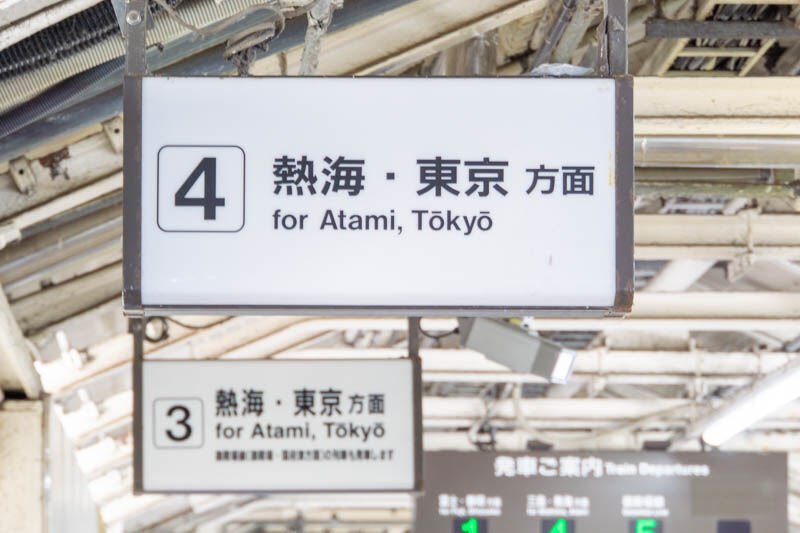 4
熱海・東京 方面
for Atami, Tōkyō
3
熱海・東京 方面
for Atami, Tōkyō
発車ご案内 Train Departures